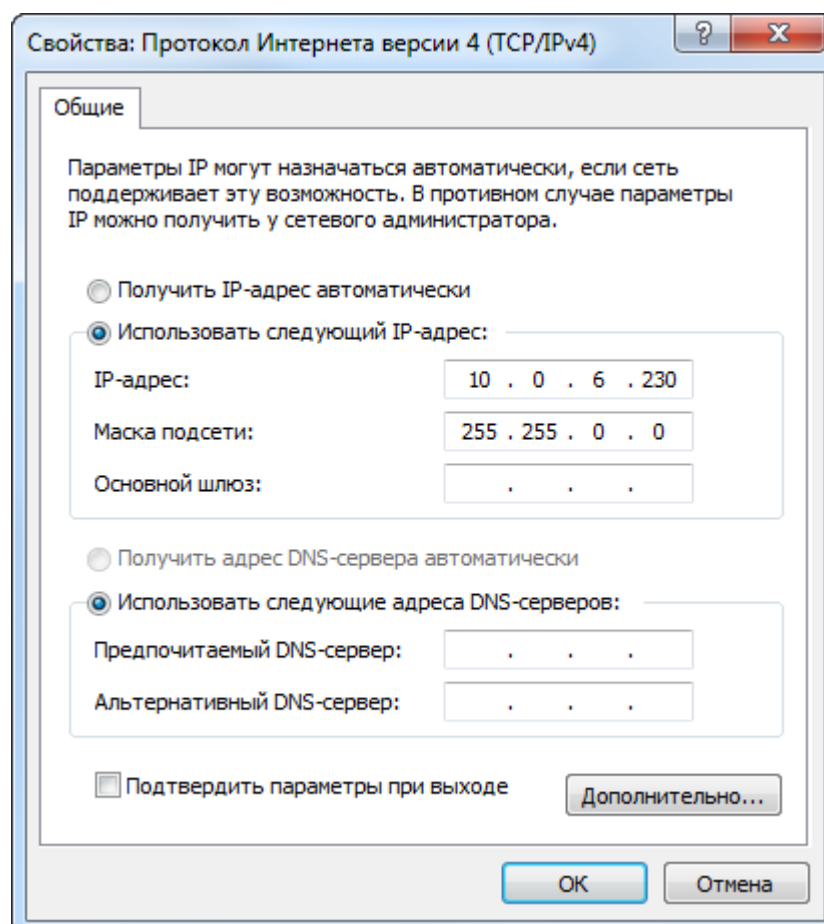 Свойства: Протокол Интернета версии 4 (TCP/IPv4)
Общие
Параметры IP могут назначаться автоматически, если сеть
поддерживает эту возможность. В противном случае параметры
IP можно получить у сетевого администратора.
Получить IP-адрес автоматически
Использовать следующий IP-адрес:
IP-адрес: 10 . 0 . 6 . 230
Маска подсети: 255 . 255 . 0 . 0
Основной шлюз: . . .
Получить адрес DNS-сервера автоматически
Использовать следующие адреса DNS-серверов:
Предпочитаемый DNS-сервер: . . .
Альтернативный DNS-сервер: . . .
Подтвердить параметры при выходе
Дополнительно...
ОК Отмена